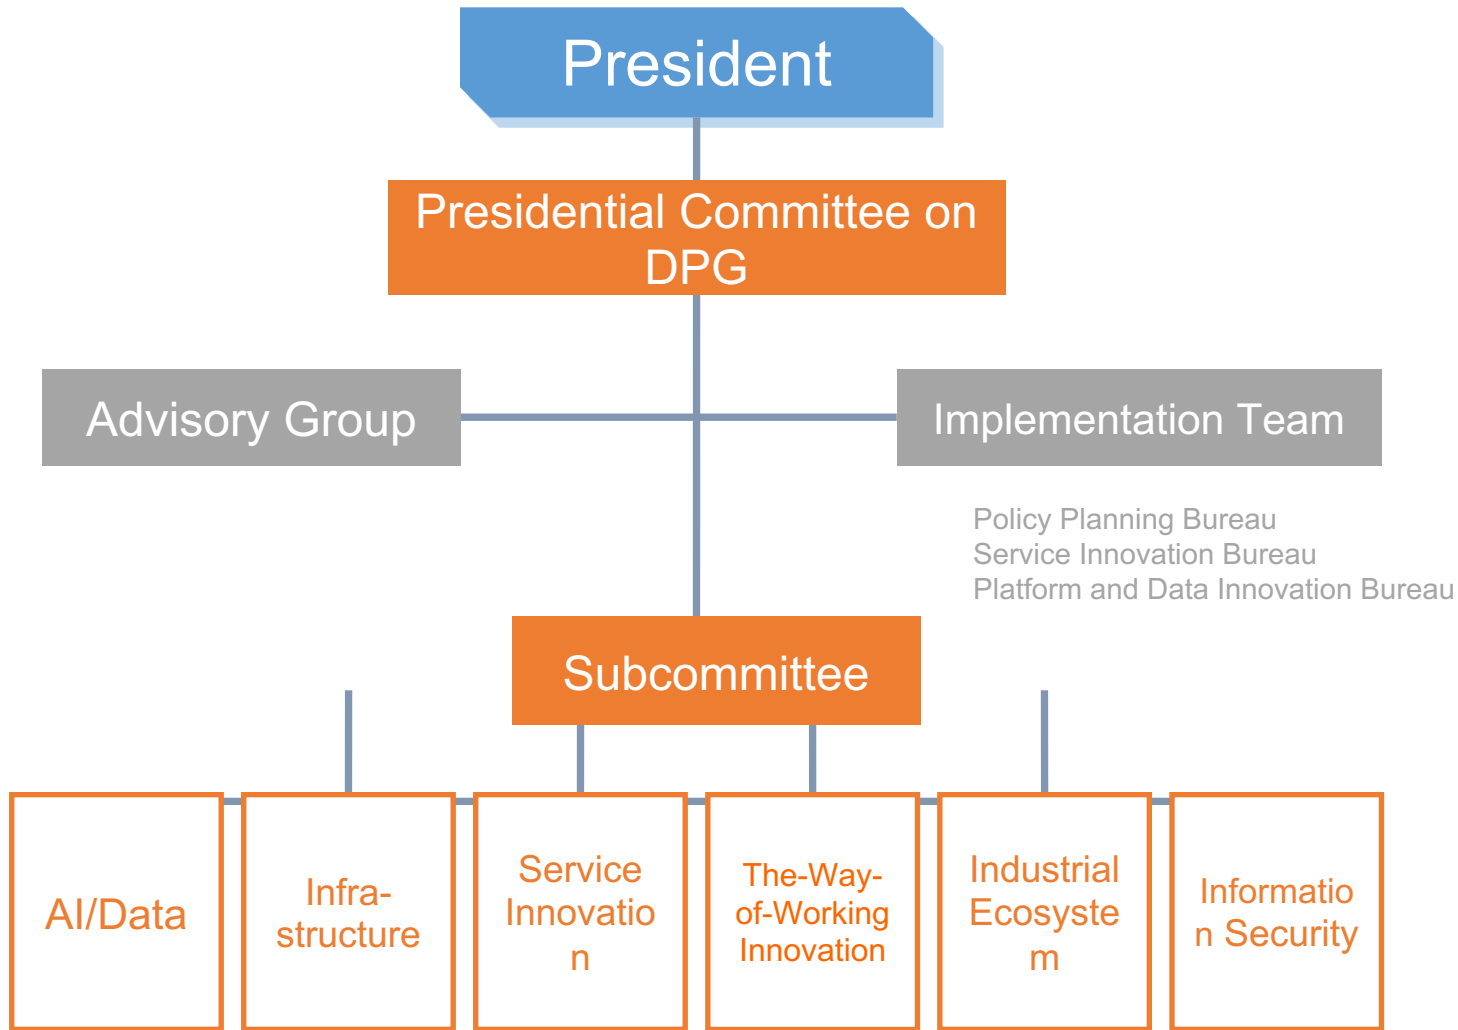 President
Presidential Committee on
DPG
Advisory Group
Implementation Team
Policy Planning Bureau
Service Innovation Bureau
Platform and Data Innovation Bureau
Subcommittee
AI/Data
Infra-
structure
Service
Innovatio
n
The-Way-
of-Working
Innovation
Industrial
Ecosyste
m
Informatio
n Security